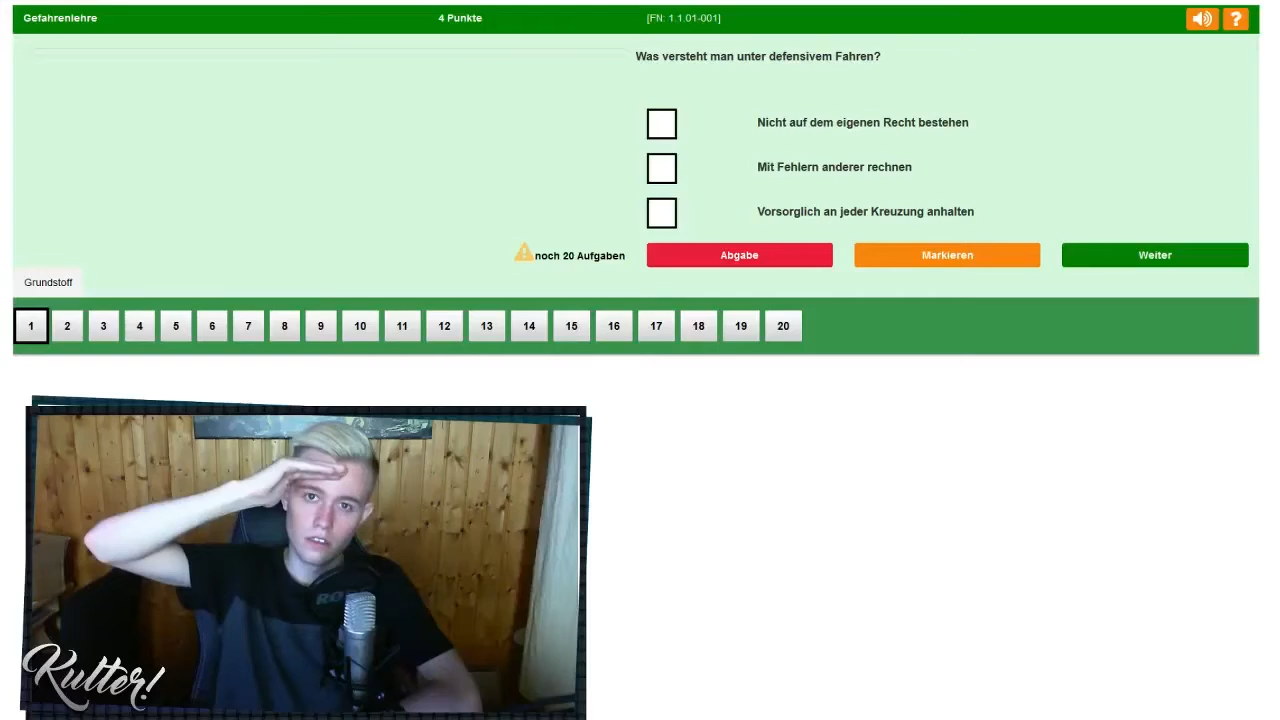 Gefahrenlehre 4 Punkte [FN: 1.1.01-001] ?
Was versteht man unter defensivem Fahren?
Nicht auf dem eigenen Recht bestehen
Mit Fehlern anderer rechnen
Vorsorglich an jeder Kreuzung anhalten
noch 20 Aufgaben Abgabe Markieren Weiter
Grundstoff
1 2 3 4 5 6 7 8 9 10 11 12 13 14 15 16 17 18 19 20
Kulter!